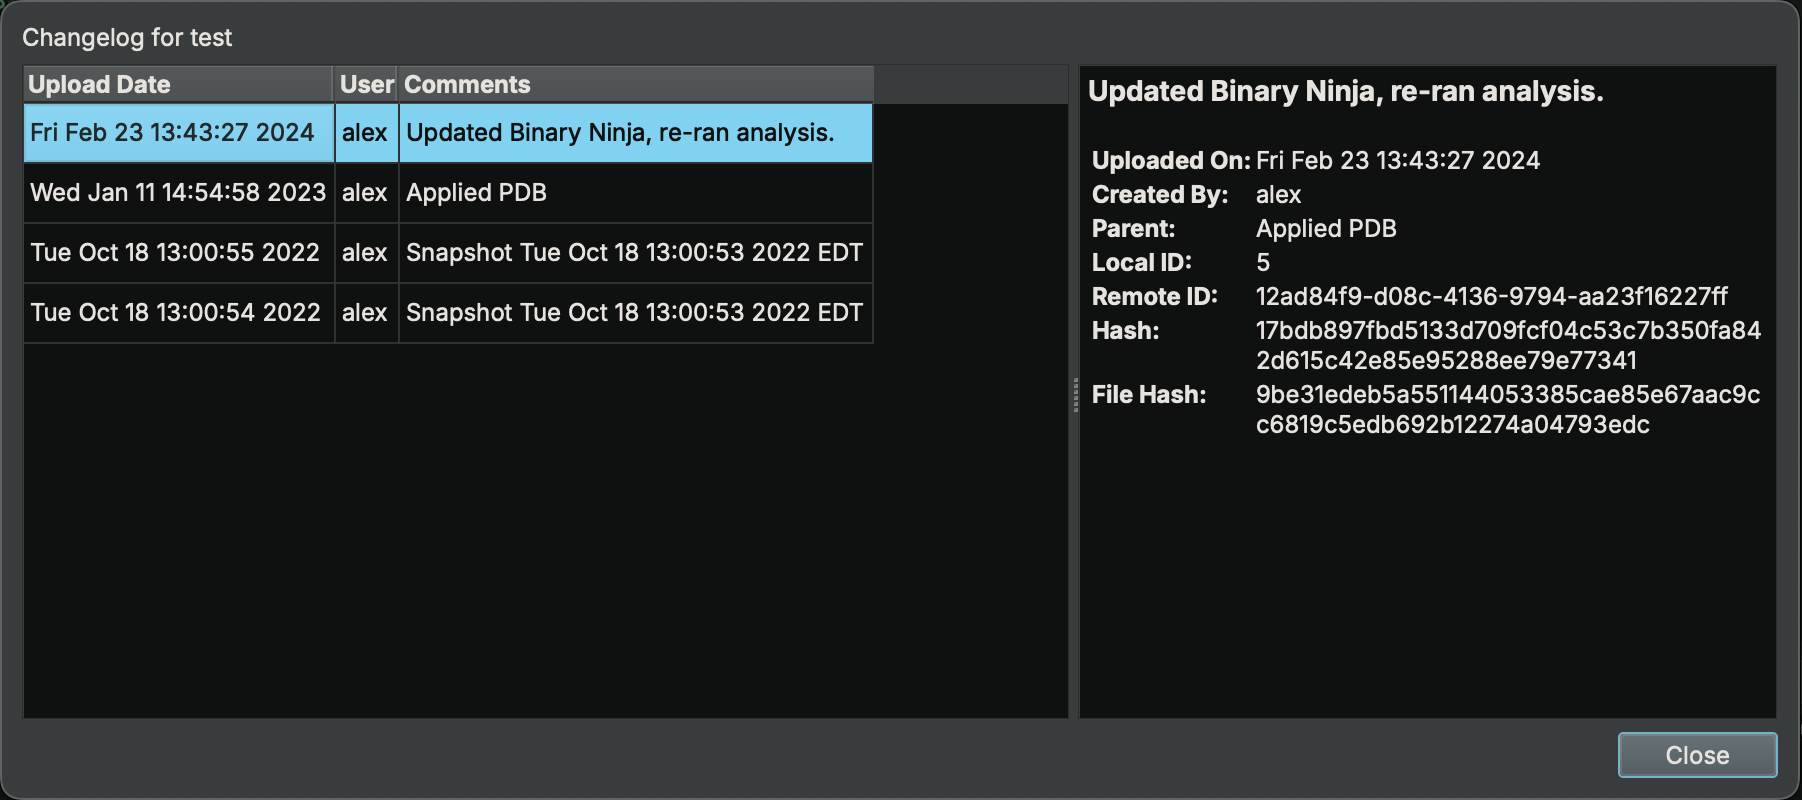 Changelog for test
Upload Date User Comments
Fri Feb 23 13:43:27 2024 alex Updated Binary Ninja, re-ran analysis.
Wed Jan 11 14:54:58 2023 alex Applied PDB
Tue Oct 18 13:00:55 2022 alex Snapshot Tue Oct 18 13:00:53 2022 EDT
Tue Oct 18 13:00:54 2022 alex Snapshot Tue Oct 18 13:00:53 2022 EDT
Updated Binary Ninja, re-ran analysis.
Uploaded On: Fri Feb 23 13:43:27 2024
Created By: alex
Parent: Applied PDB
Local ID: 5
Remote ID: 12ad84f9-d08c-4136-9794-aa23f16227ff
Hash: 17bdb897fbd5133d709fcf04c53c7b350fa84
2d615c42e85e95288ee79e77341
File Hash: 9be31edeb5a551144053385cae85e67aac9c
c6819c5edb692b12274a04793edc
Close